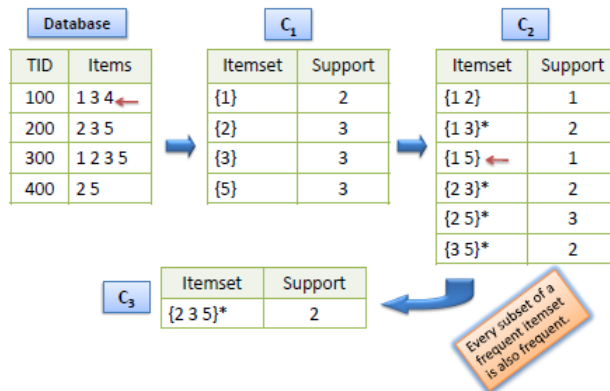 Database
C1
C2
TID Items
100 1 3 4
200 2 3 5
300 1 2 3 5
400 2 5
Itemset Support
{1} 2
{2} 3
{3} 3
{5} 3
Itemset Support
{1 2} 1
{1 3}* 2
{1 5} 1
{2 3}* 2
{2 5}* 3
{3 5}* 2
C3
Itemset Support
{2 3 5}* 2
Every subset of a
frequent itemset
is also frequent.